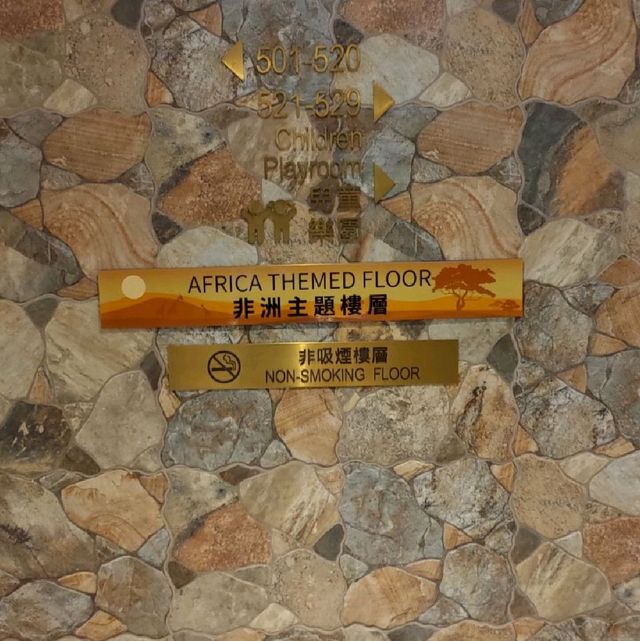 501-520
521-529
Children
Playroom
兒童
樂園
AFRICA THEMED FLOOR
非洲主題樓層
非吸煙樓層
NON-SMOKING FLOOR